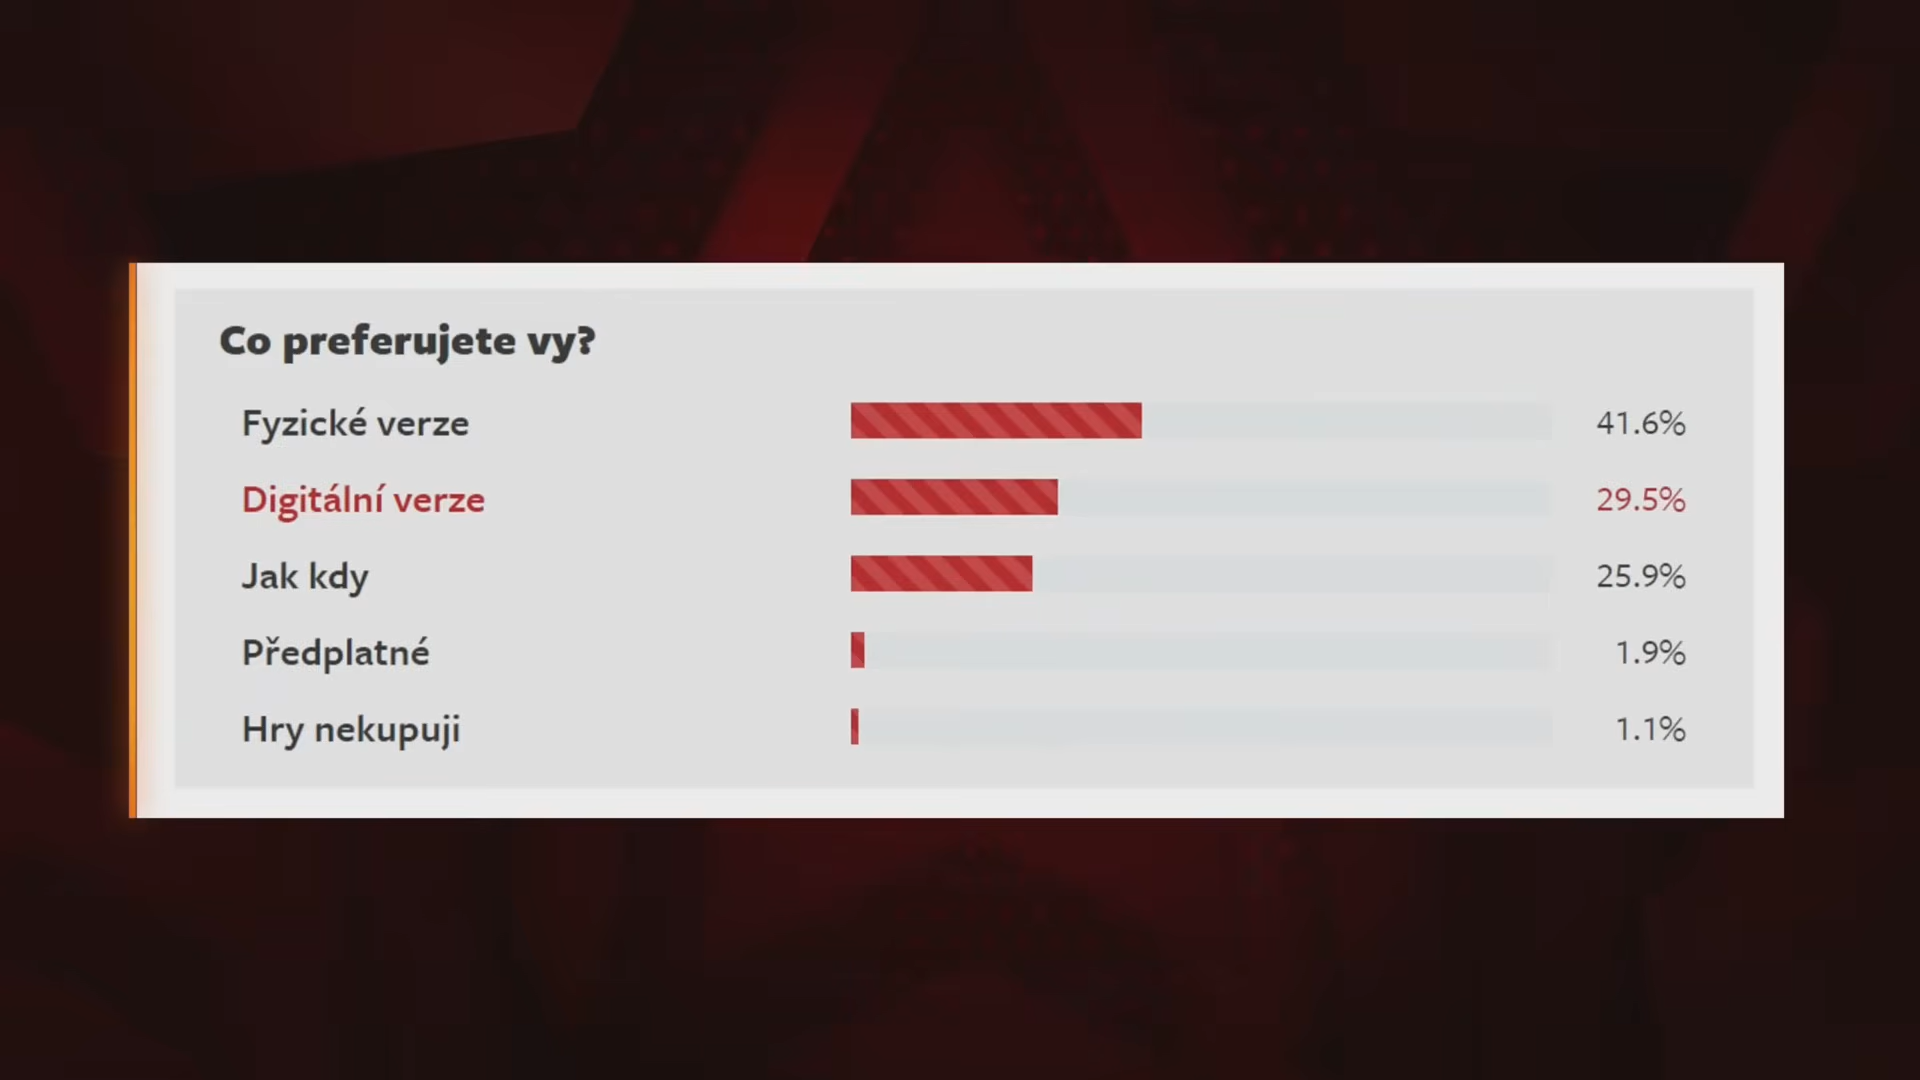 Co preferujete vy?
Fyzické verze 41.6%
Digitální verze 29.5%
Jak kdy 25.9%
Předplatné 1.9%
Hry nekupuji 1.1%